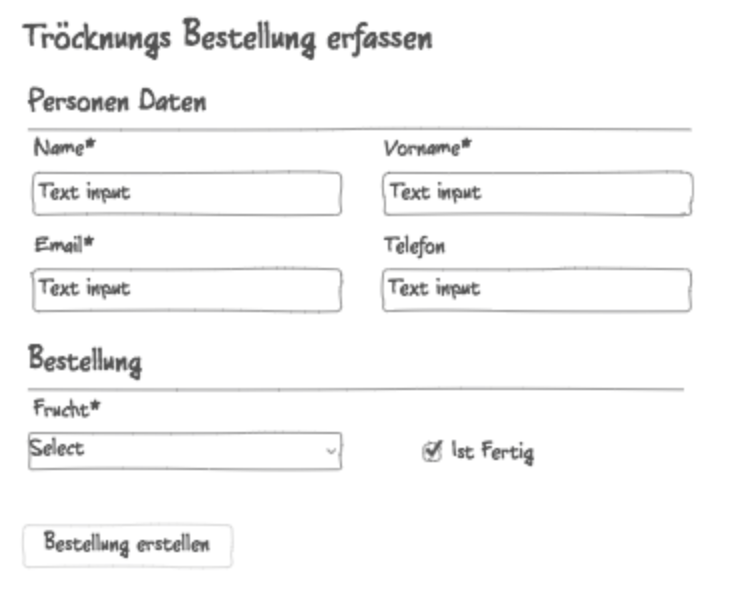 Tröcknungs Bestellung erfassen
Personen Daten
Name* Vorname*
Text input Text input
Email* Telefon
Text input Text input
Bestellung
Frucht*
Select Ist Fertig
Bestellung erstellen